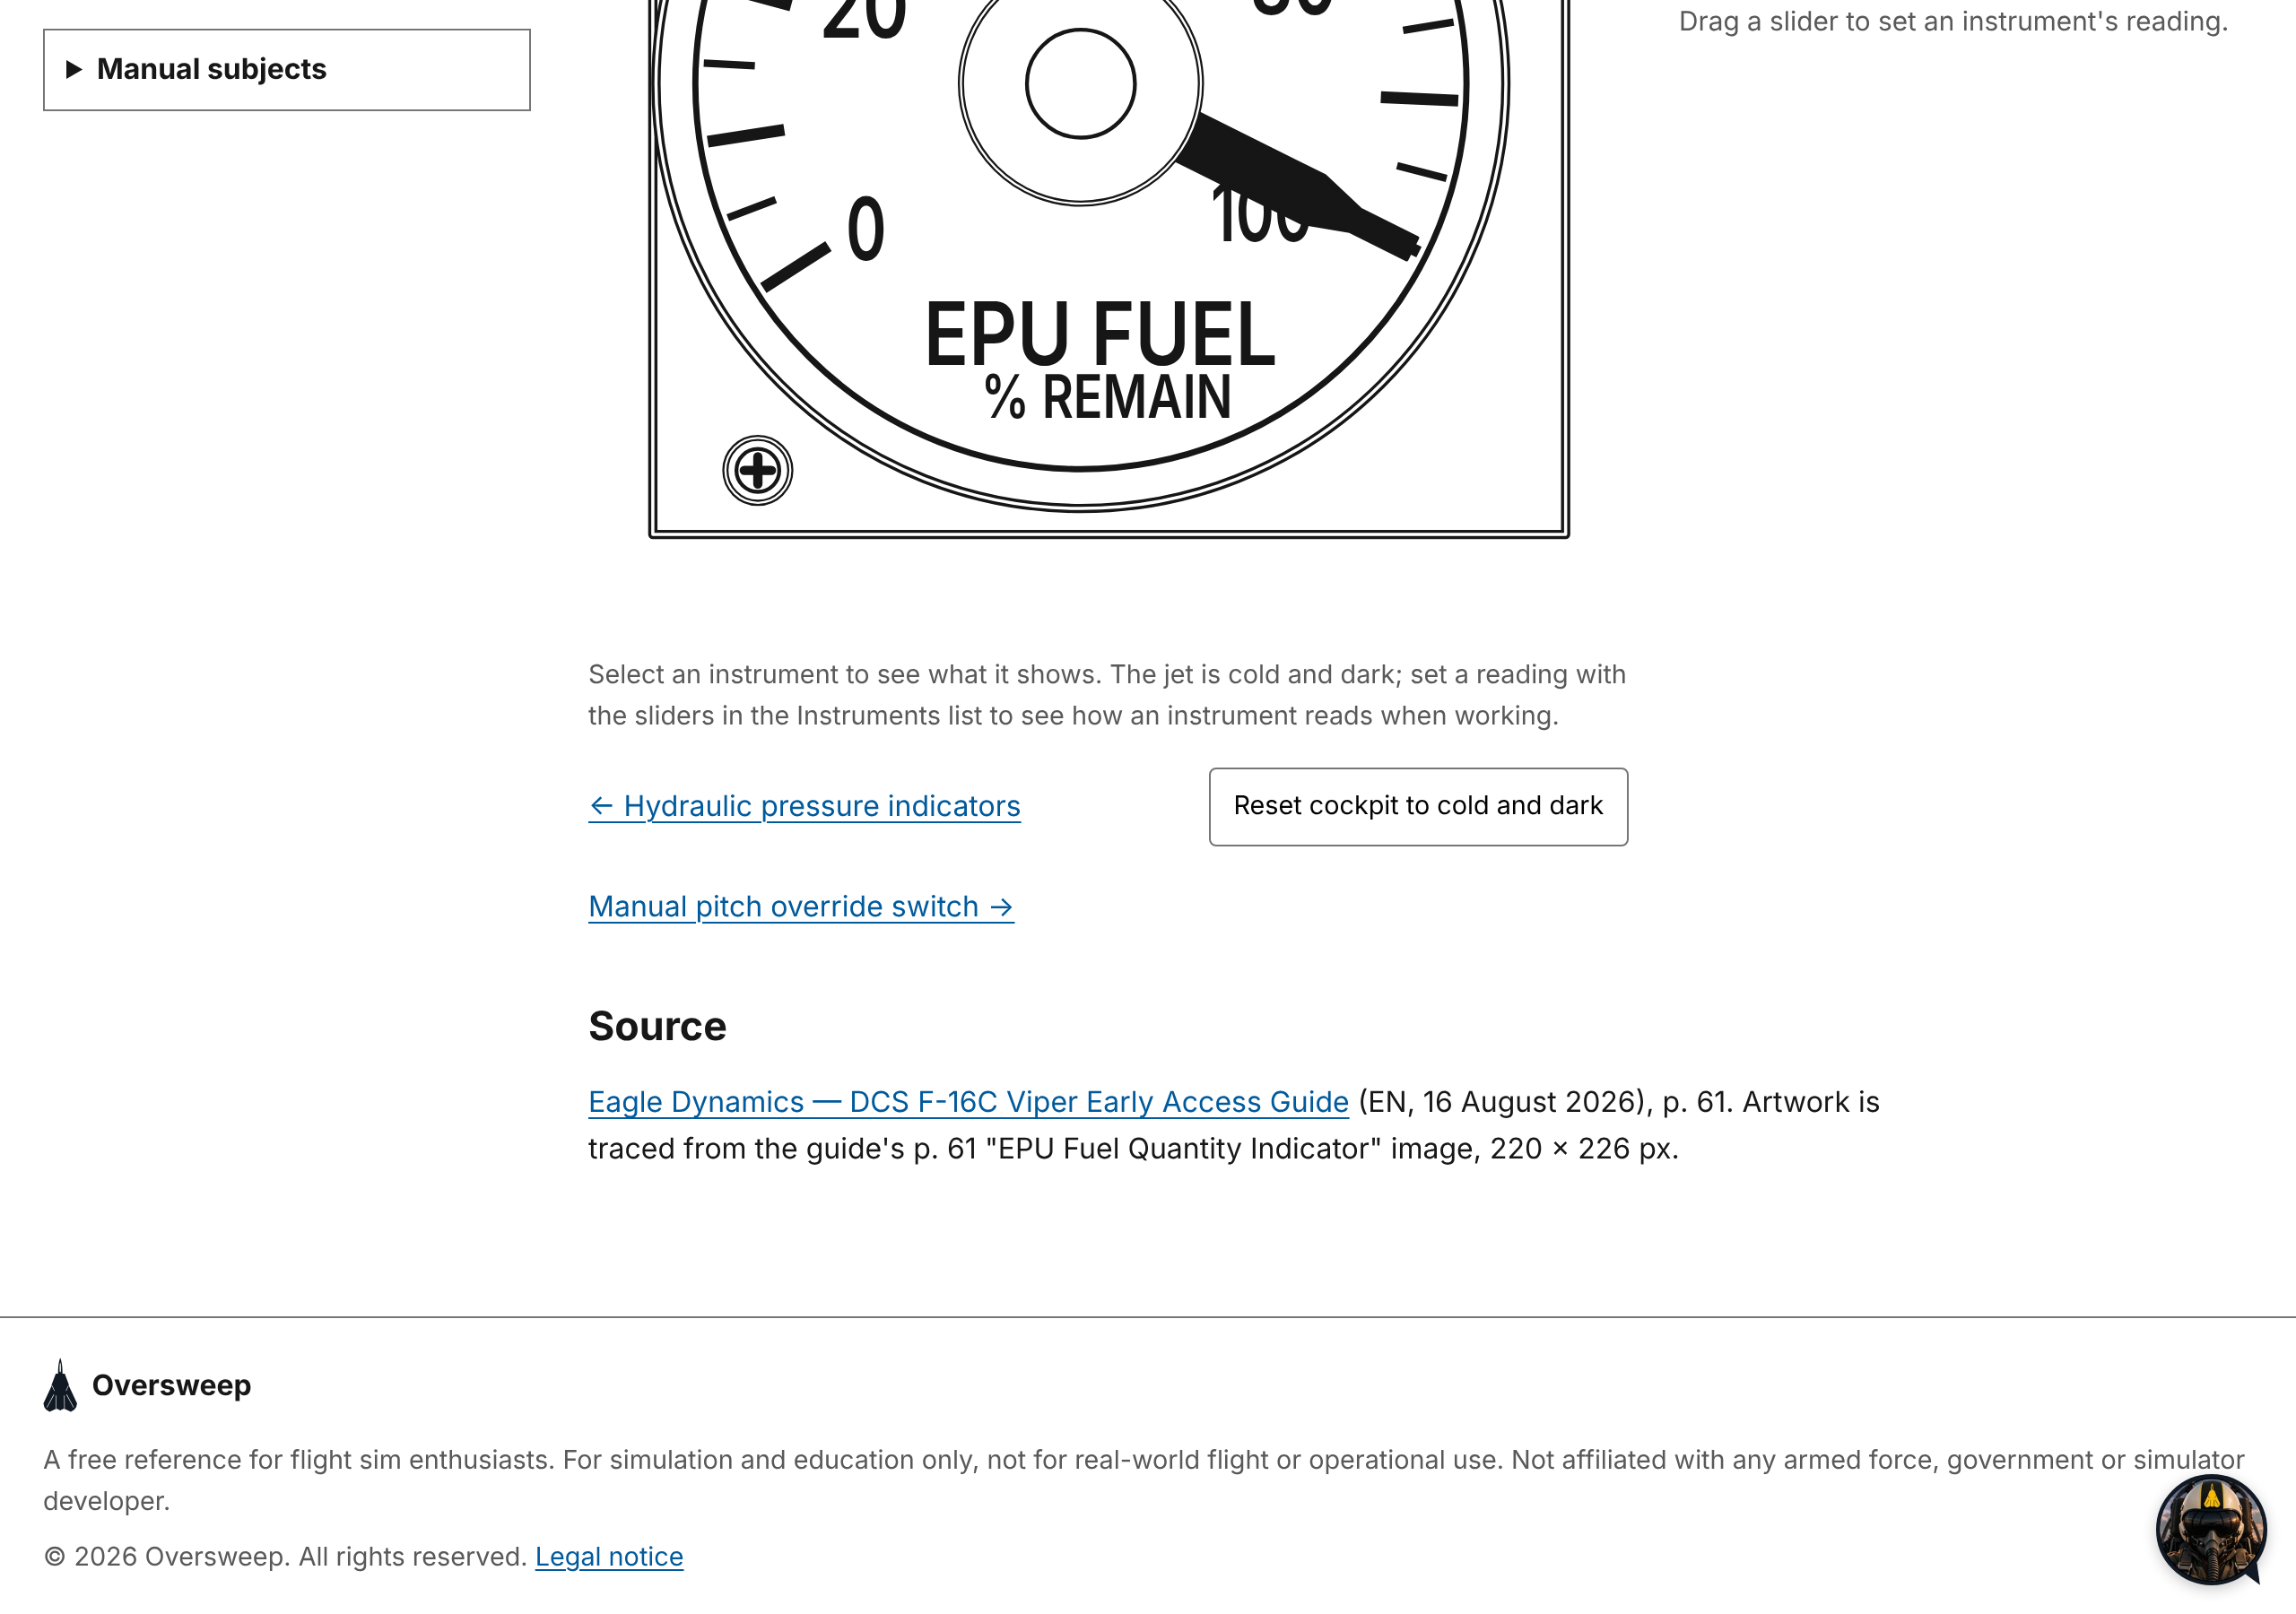 Drag a slider to set an instrument's reading.
▶ Manual subjects
20
80
0
100
EPU FUEL
% REMAIN
Select an instrument to see what it shows. The jet is cold and dark; set a reading with
the sliders in the Instruments list to see how an instrument reads when working.
← Hydraulic pressure indicators
Reset cockpit to cold and dark
Manual pitch override switch →
Source
Eagle Dynamics — DCS F-16C Viper Early Access Guide (EN, 16 August 2026), p. 61. Artwork is
traced from the guide's p. 61 "EPU Fuel Quantity Indicator" image, 220 × 226 px.
Oversweep
A free reference for flight sim enthusiasts. For simulation and education only, not for real-world flight or operational use. Not affiliated with any armed force, government or simulator
developer.
© 2026 Oversweep. All rights reserved. Legal notice